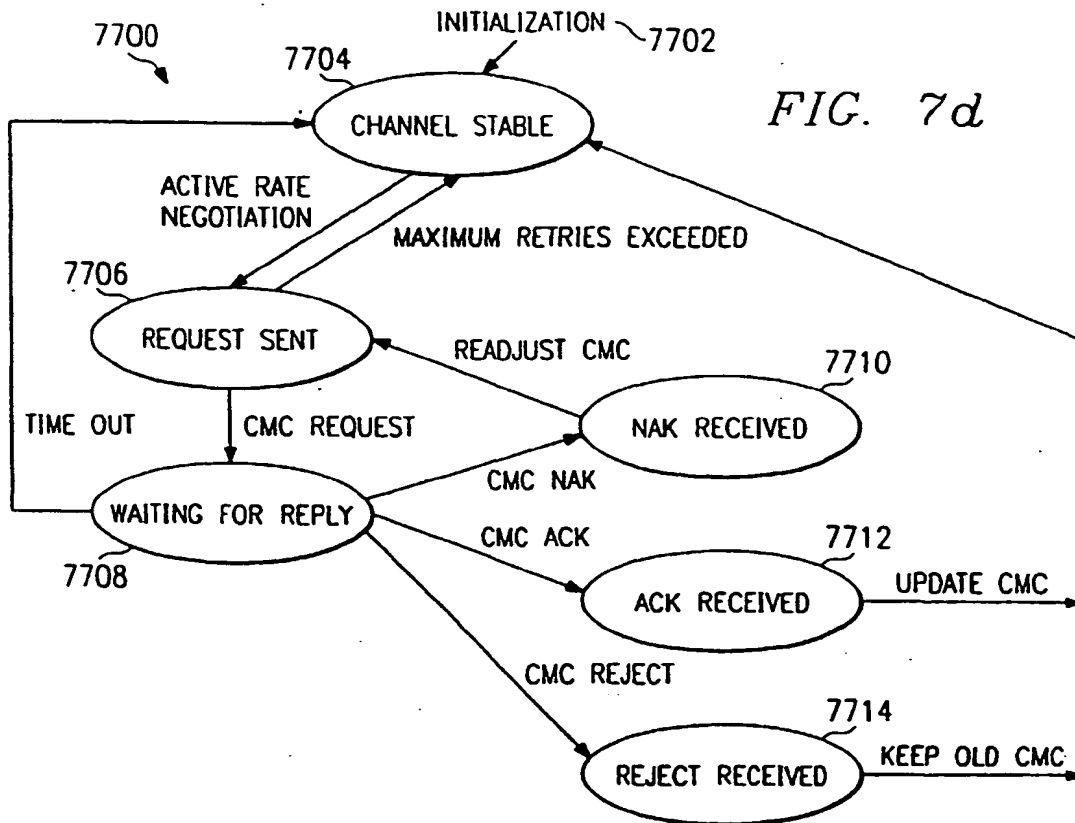 INITIALIZATION 7702
7700
7704
CHANNEL STABLE
FIG. 7d
ACTIVE RATE
NEGOTIATION
MAXIMUM RETRIES EXCEEDED
7706
REQUEST SENT
READJUST CMC
7710
NAK RECEIVED
TIME OUT
CMC REQUEST
CMC NAK
WAITING FOR REPLY
7708
CMC ACK
7712
ACK RECEIVED
UPDATE CMC
CMC REJECT
7714
REJECT RECEIVED
KEEP OLD CMC